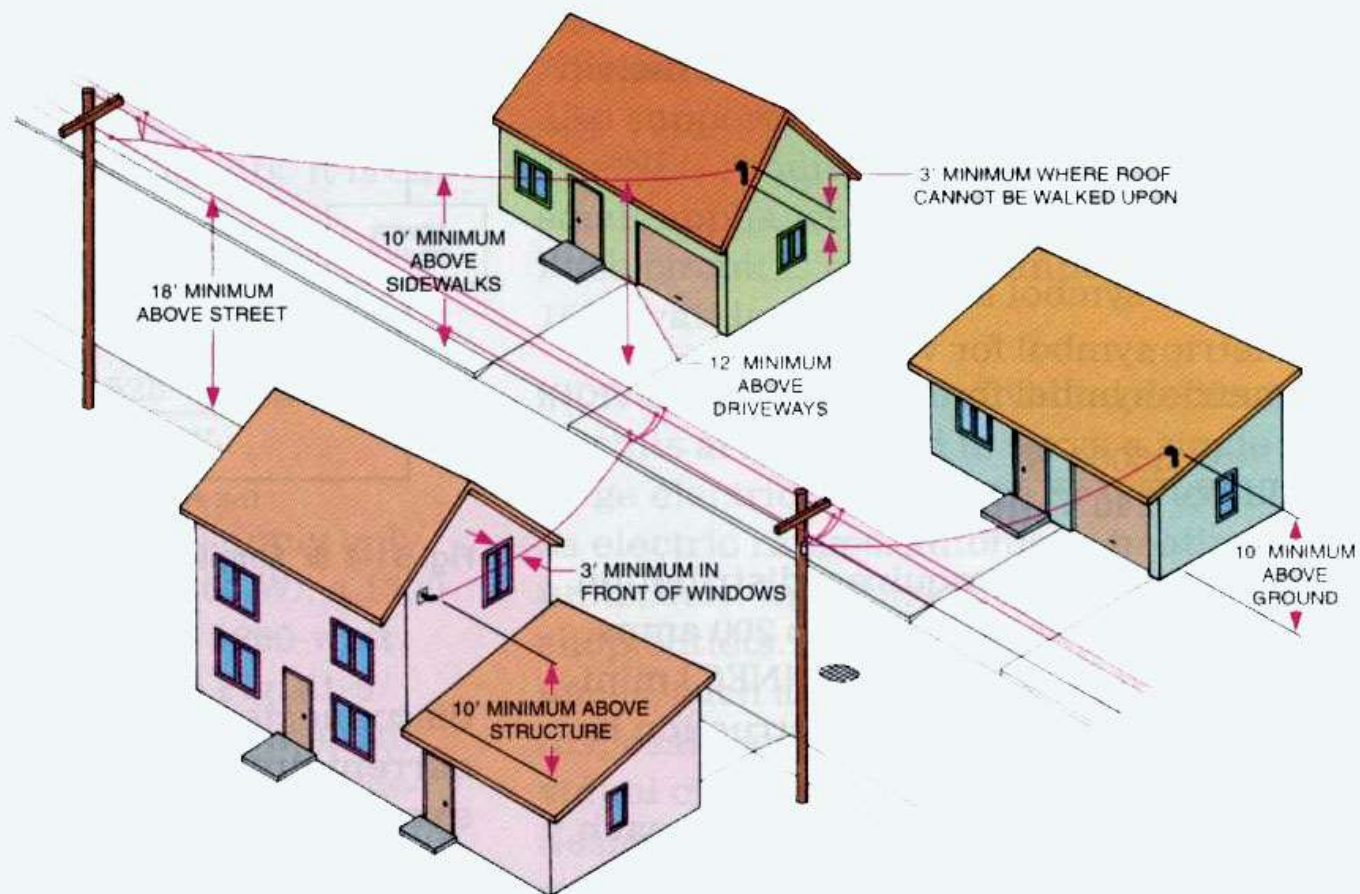 3' MINIMUM WHERE ROOF
CANNOT BE WALKED UPON
10' MINIMUM
ABOVE
SIDEWALKS
18' MINIMUM
ABOVE STREET
12' MINIMUM
ABOVE
DRIVEWAYS
3' MINIMUM IN
FRONT OF WINDOWS
10' MINIMUM
ABOVE
GROUND
10' MINIMUM ABOVE
STRUCTURE